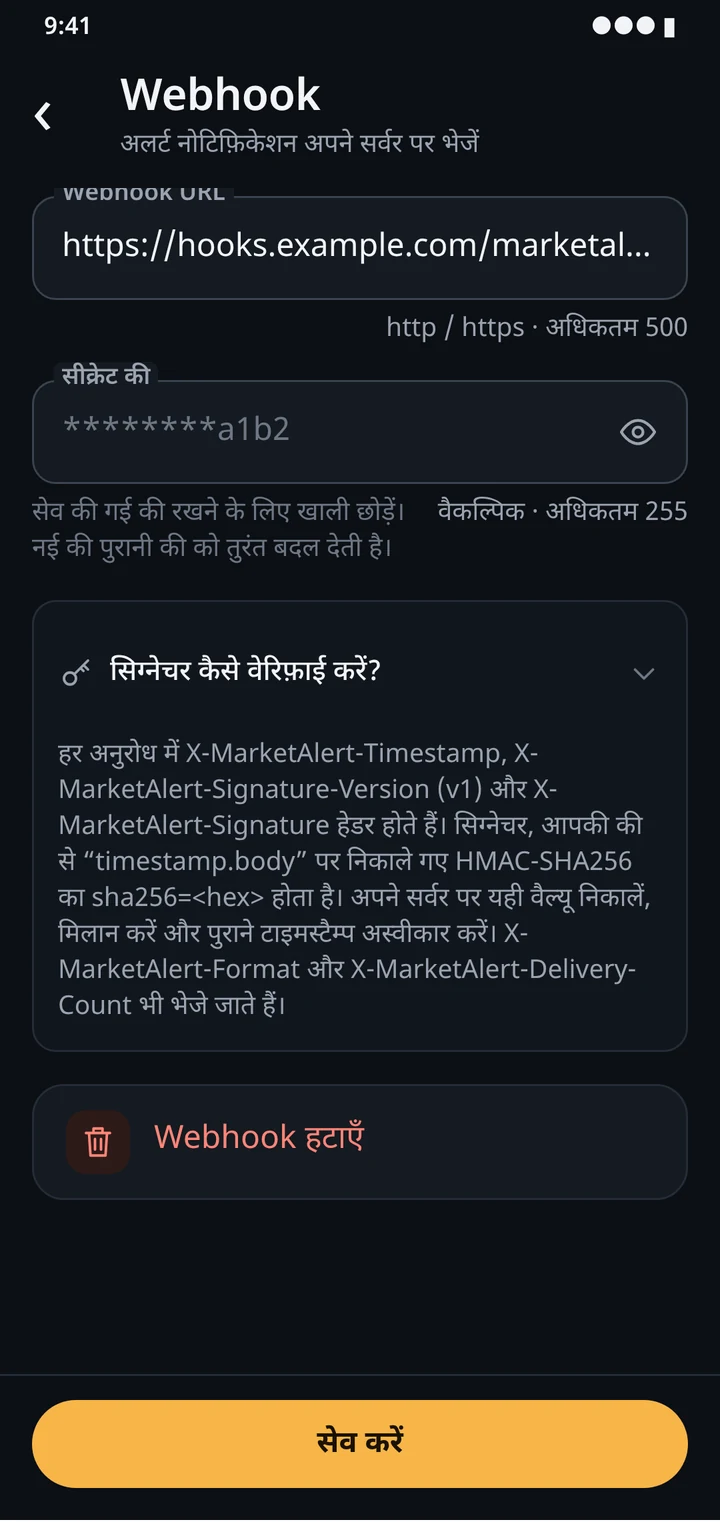 9:41
Webhook
अलर्ट नोटिफ़िकेशन अपने सर्वर पर भेजें
Webhook URL
https://hooks.example.com/marketal...
http / https · अधिकतम 500
सीक्रेट की
********a1b2
सेव की गई की रखने के लिए खाली छोड़ें।
नई की पुरानी की को तुरंत बदल देती है।
वैकल्पिक · अधिकतम 255
सिग्नेचर कैसे वेरिफ़ाई करें?
हर अनुरोध में X-MarketAlert-Timestamp, X-
MarketAlert-Signature-Version (v1) और X-
MarketAlert-Signature हेडर होते हैं। सिग्नेचर, आपकी की
से “timestamp.body” पर निकाले गए HMAC-SHA256
का sha256=<hex> होता है। अपने सर्वर पर यही वैल्यू निकालें,
मिलान करें और पुराने टाइमस्टैम्प अस्वीकार करें। X-
MarketAlert-Format और X-MarketAlert-Delivery-
Count भी भेजे जाते हैं।
Webhook हटाएँ
सेव करें